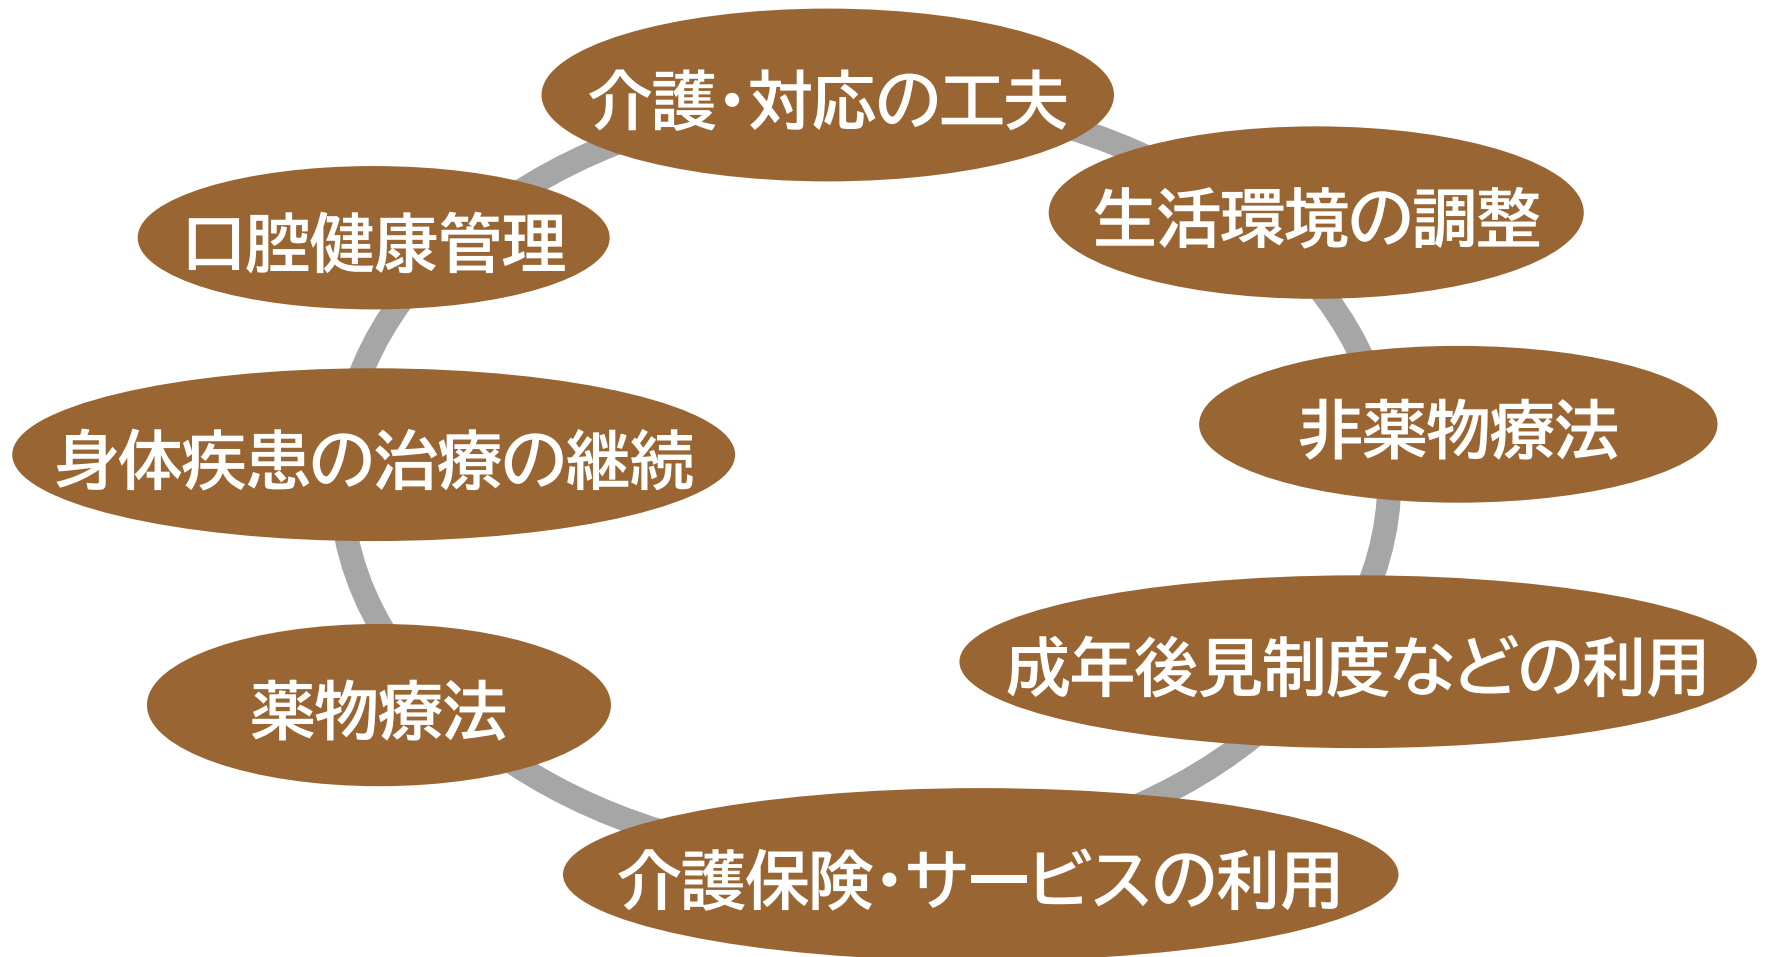 介護・対応の工夫
生活環境の調整
非薬物療法
成年後見制度などの利用
介護保険・サービスの利用
薬物療法
身体疾患の治療の継続
口腔健康管理